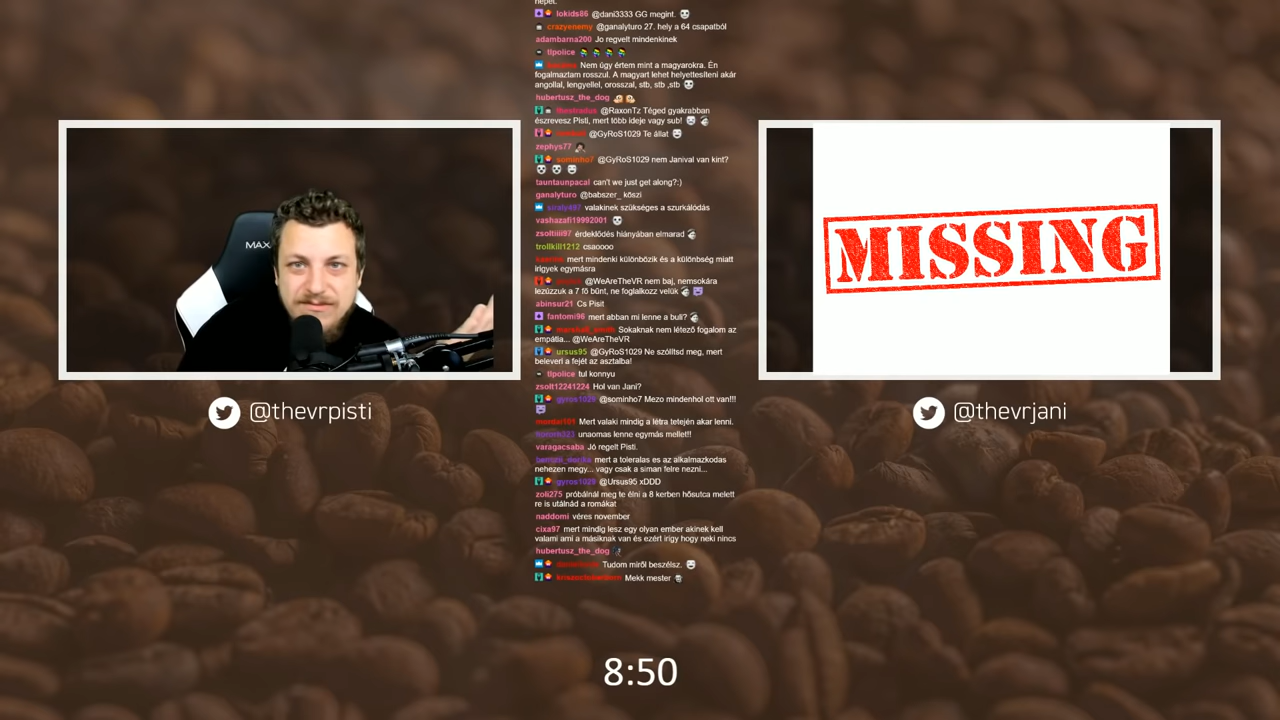 népet.
lokids86 @dani3333 GG megint.
crazyenemy @ganalyturo 27. hely a 64 csapatból
adambarna200 Jo regvelt mindenkinek
tlpolice
Nem úgy értem mint a magyarokra. Én
fogalmaztam rosszul. A magyart lehet helyettesíteni akár
angollal, lengyellel, orosszal, stb, stb ,stb
hubertusz_the_dog
@RaxonTz Téged gyakrabban
észrevesz Pisti, mert több ideje vagy sub!
@GyRoS1029 Te állat
zephys77
sominho7 @GyRoS1029 nem Janival van kint?
tauntaunpacal can't we just get along?:)
ganalyturo @babszer_ köszi
valakinek szükséges a szurkálódás
vashazafi19992001
zsoltiiii97 érdeklődés hiányában elmarad
trollkill1212 csaoooo
mert mindenki különbözik és a különbség miatt
irigyek egymásra
@WeAreTheVR nem baj, nemsokára
lezúzzuk a 7 fő bűnt, ne foglalkozz velük
abinsur21 Cs Pisit
fantomi96 mert abban mi lenne a buli?
Sokaknak nem létező fogalom az
empátia... @WeAreTheVR
ursus95 @GyRoS1029 Ne szólítsd meg, mert
beleveri a fejét az asztalba!
tlpolice tul konnyu
zsolt12241224 Hol van Jani?
gyros1029 @sominho7 Mezo mindenhol ott van!!!
Mert valaki mindig a létra tetején akar lenni.
unaomas lenne egymás mellet!!
varagacsaba Jó regelt Pisti.
mert a toleralas es az alkalmazkodas
nehezen megy... vagy csak a siman felre nezni...
gyros1029 @Ursus95 xDDD
zoli275 próbálnál meg te élni a 8 kerben hősutca melett
re is utálnád a romákat
naddomi véres november
cixa97 mert mindig lesz egy olyan ember akinek kell
valami ami a másiknak van és ezért irígy hogy neki nincs
hubertusz_the_dog
Tudom miről beszélsz.
Mekk mester
MAX
MISSING
@thevrpisti
@thevrjani
8:50